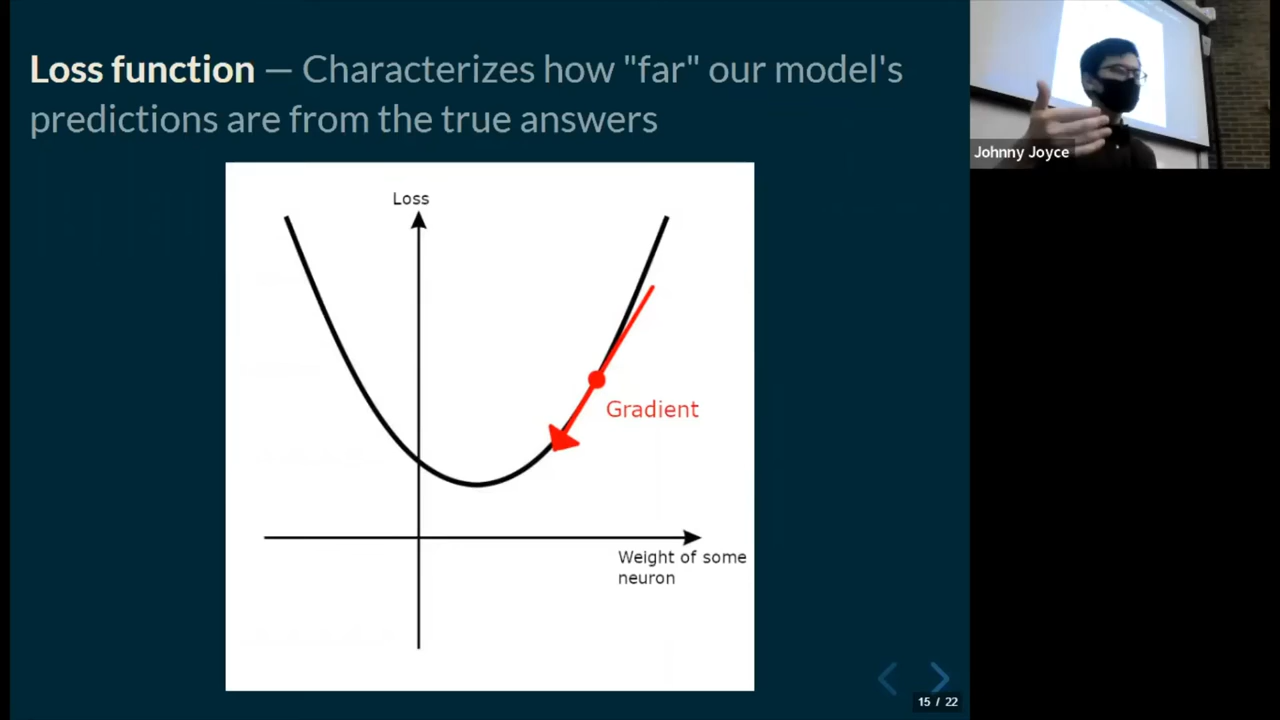 Loss function — Characterizes how "far" our model's
predictions are from the true answers
Johnny Joyce
Loss
Gradient
Weight of some
neuron
15 / 22